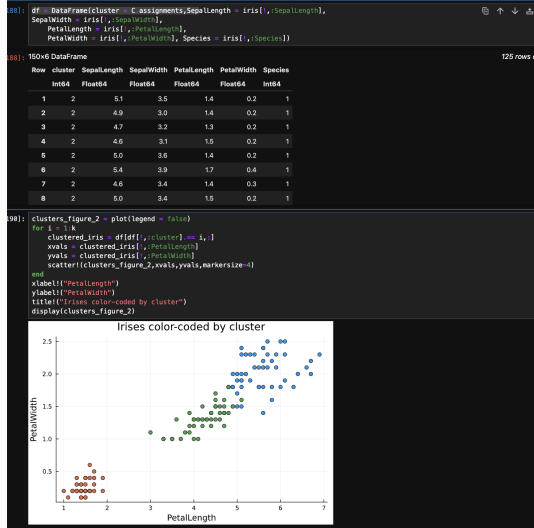 [188]: df = DataFrame(cluster = C.assignments,SepalLength = iris[!,:SepalLength],
SepalWidth = iris[!,:SepalWidth],
PetalLength = iris[!,:PetalLength],
PetalWidth = iris[!,:PetalWidth], Species = iris[!,:Species])
[188]: 150×6 DataFrame 125 rows
Row cluster SepalLength SepalWidth PetalLength PetalWidth Species
Int64 Float64 Float64 Float64 Float64 Int64
1 2 5.1 3.5 1.4 0.2 1
2 2 4.9 3.0 1.4 0.2 1
3 2 4.7 3.2 1.3 0.2 1
4 2 4.6 3.1 1.5 0.2 1
5 2 5.0 3.6 1.4 0.2 1
6 2 5.4 3.9 1.7 0.4 1
7 2 4.6 3.4 1.4 0.3 1
8 2 5.0 3.4 1.5 0.2 1
190]: clusters_figure_2 = plot(legend = false)
for i = 1:k
clustered_iris = df[df[!,:cluster].== i,:]
xvals = clustered_iris[!,:PetalLength]
yvals = clustered_iris[!,:PetalWidth]
scatter!(clusters_figure_2,xvals,yvals,markersize=4)
end
xlabel!("PetalLength")
ylabel!("PetalWidth")
title!("Irises color-coded by cluster")
display(clusters_figure_2)
Irises color-coded by cluster
2.5
2.0
1.5
1.0
0.5
PetalWidth
1 2 3 4 5 6 7
PetalLength